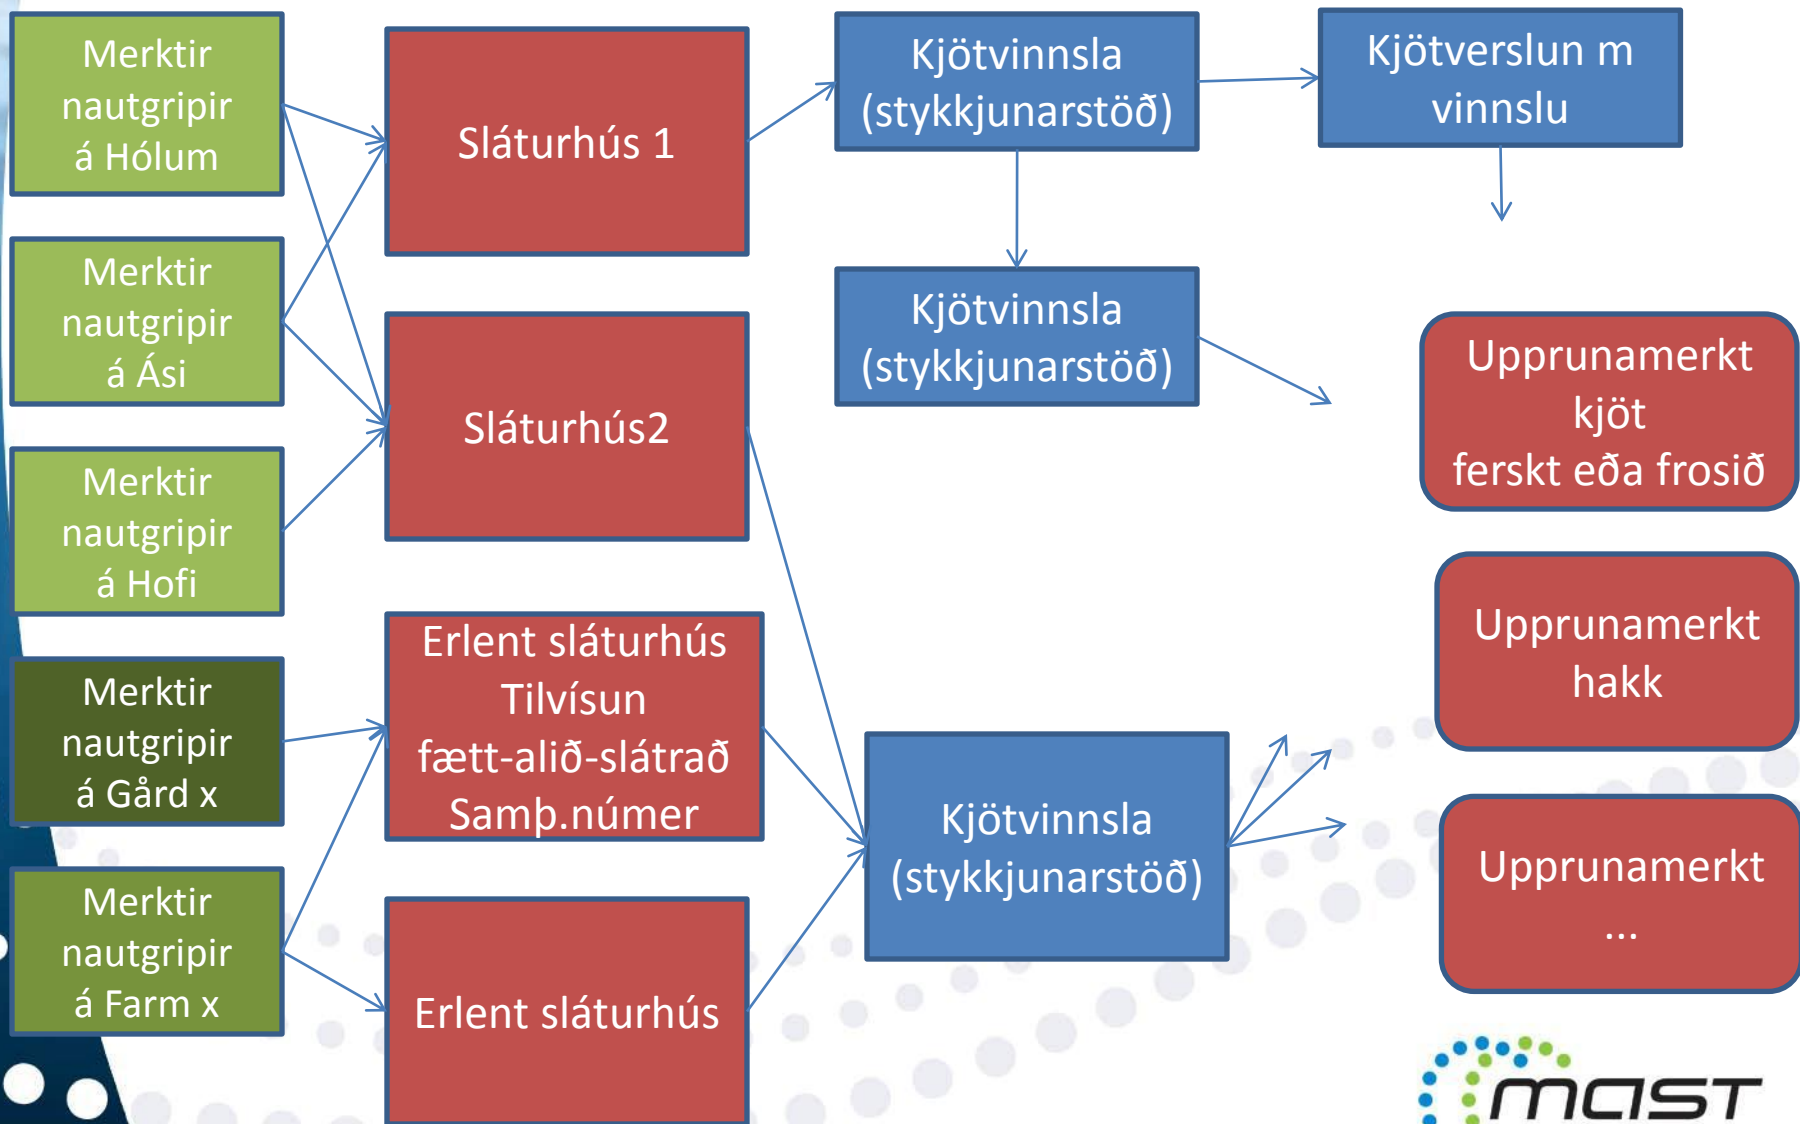 Merktir
nautgripir
á Hólum
Merktir
nautgripir
á Ási
Merktir
nautgripir
á Hofi
Merktir
nautgripir
á Gård x
Merktir
nautgripir
á Farm x
Sláturhús 1
Sláturhús2
Erlent sláturhús
Tilvísun
fætt-alið-slátrað
Samþ.númer
Erlent sláturhús
Kjötvinnsla
(stykkjunarstöð)
Kjötvinnsla
(stykkjunarstöð)
Kjötvinnsla
(stykkjunarstöð)
Kjötverslun m
vinnslu
Upprunamerkt
kjöt
ferskt eða frosið
Upprunamerkt
hakk
Upprunamerkt
...
mast